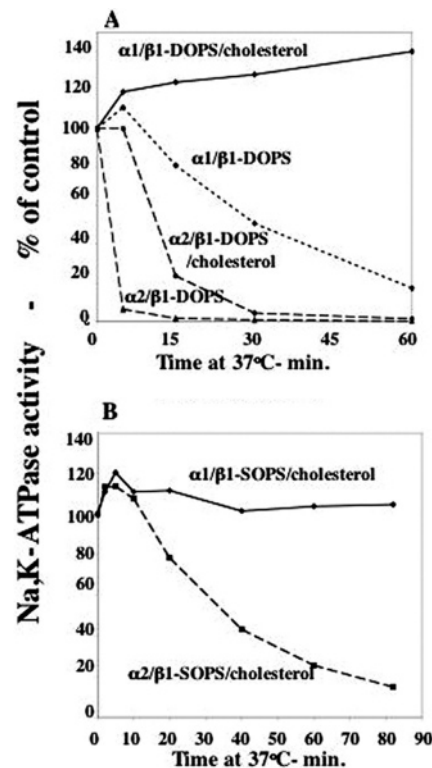 A
Na,K-ATPase activity - % of control
140
120
100
80
60
40
20
0
α1/β1-DOPS/cholesterol
α1/β1-DOPS
α2/β1-DOPS
/cholesterol
α2/β1-DOPS
0 15 30 45 60
Time at 37ºC- min.
B
140
120
100
80
60
40
20
0
α1/β1-SOPS/cholesterol
α2/β1-SOPS/cholesterol
0 10 20 30 40 50 60 70 80 90
Time at 37ºC- min.